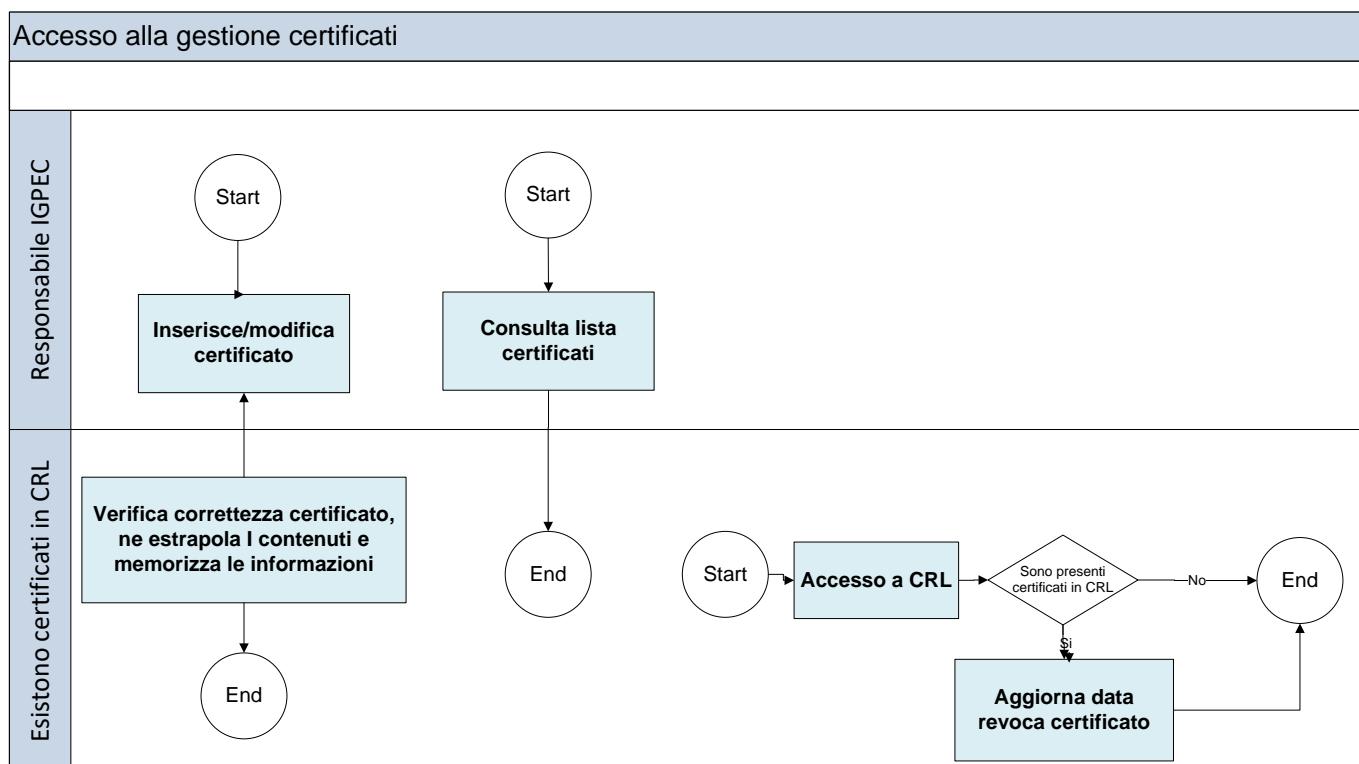 Accesso alla gestione certificati
Responsabile IGPEC
Start
Start
Inserisce/modifica
certificato
Consulta lista
certificati
Esistono certificati in CRL
Verifica correttezza certificato,
ne estrapola I contenuti e
memorizza le informazioni
End
End
Start
Accesso a CRL
Sono presenti
certificati in CRL
No
End
Si
Aggiorna data
revoca certificato